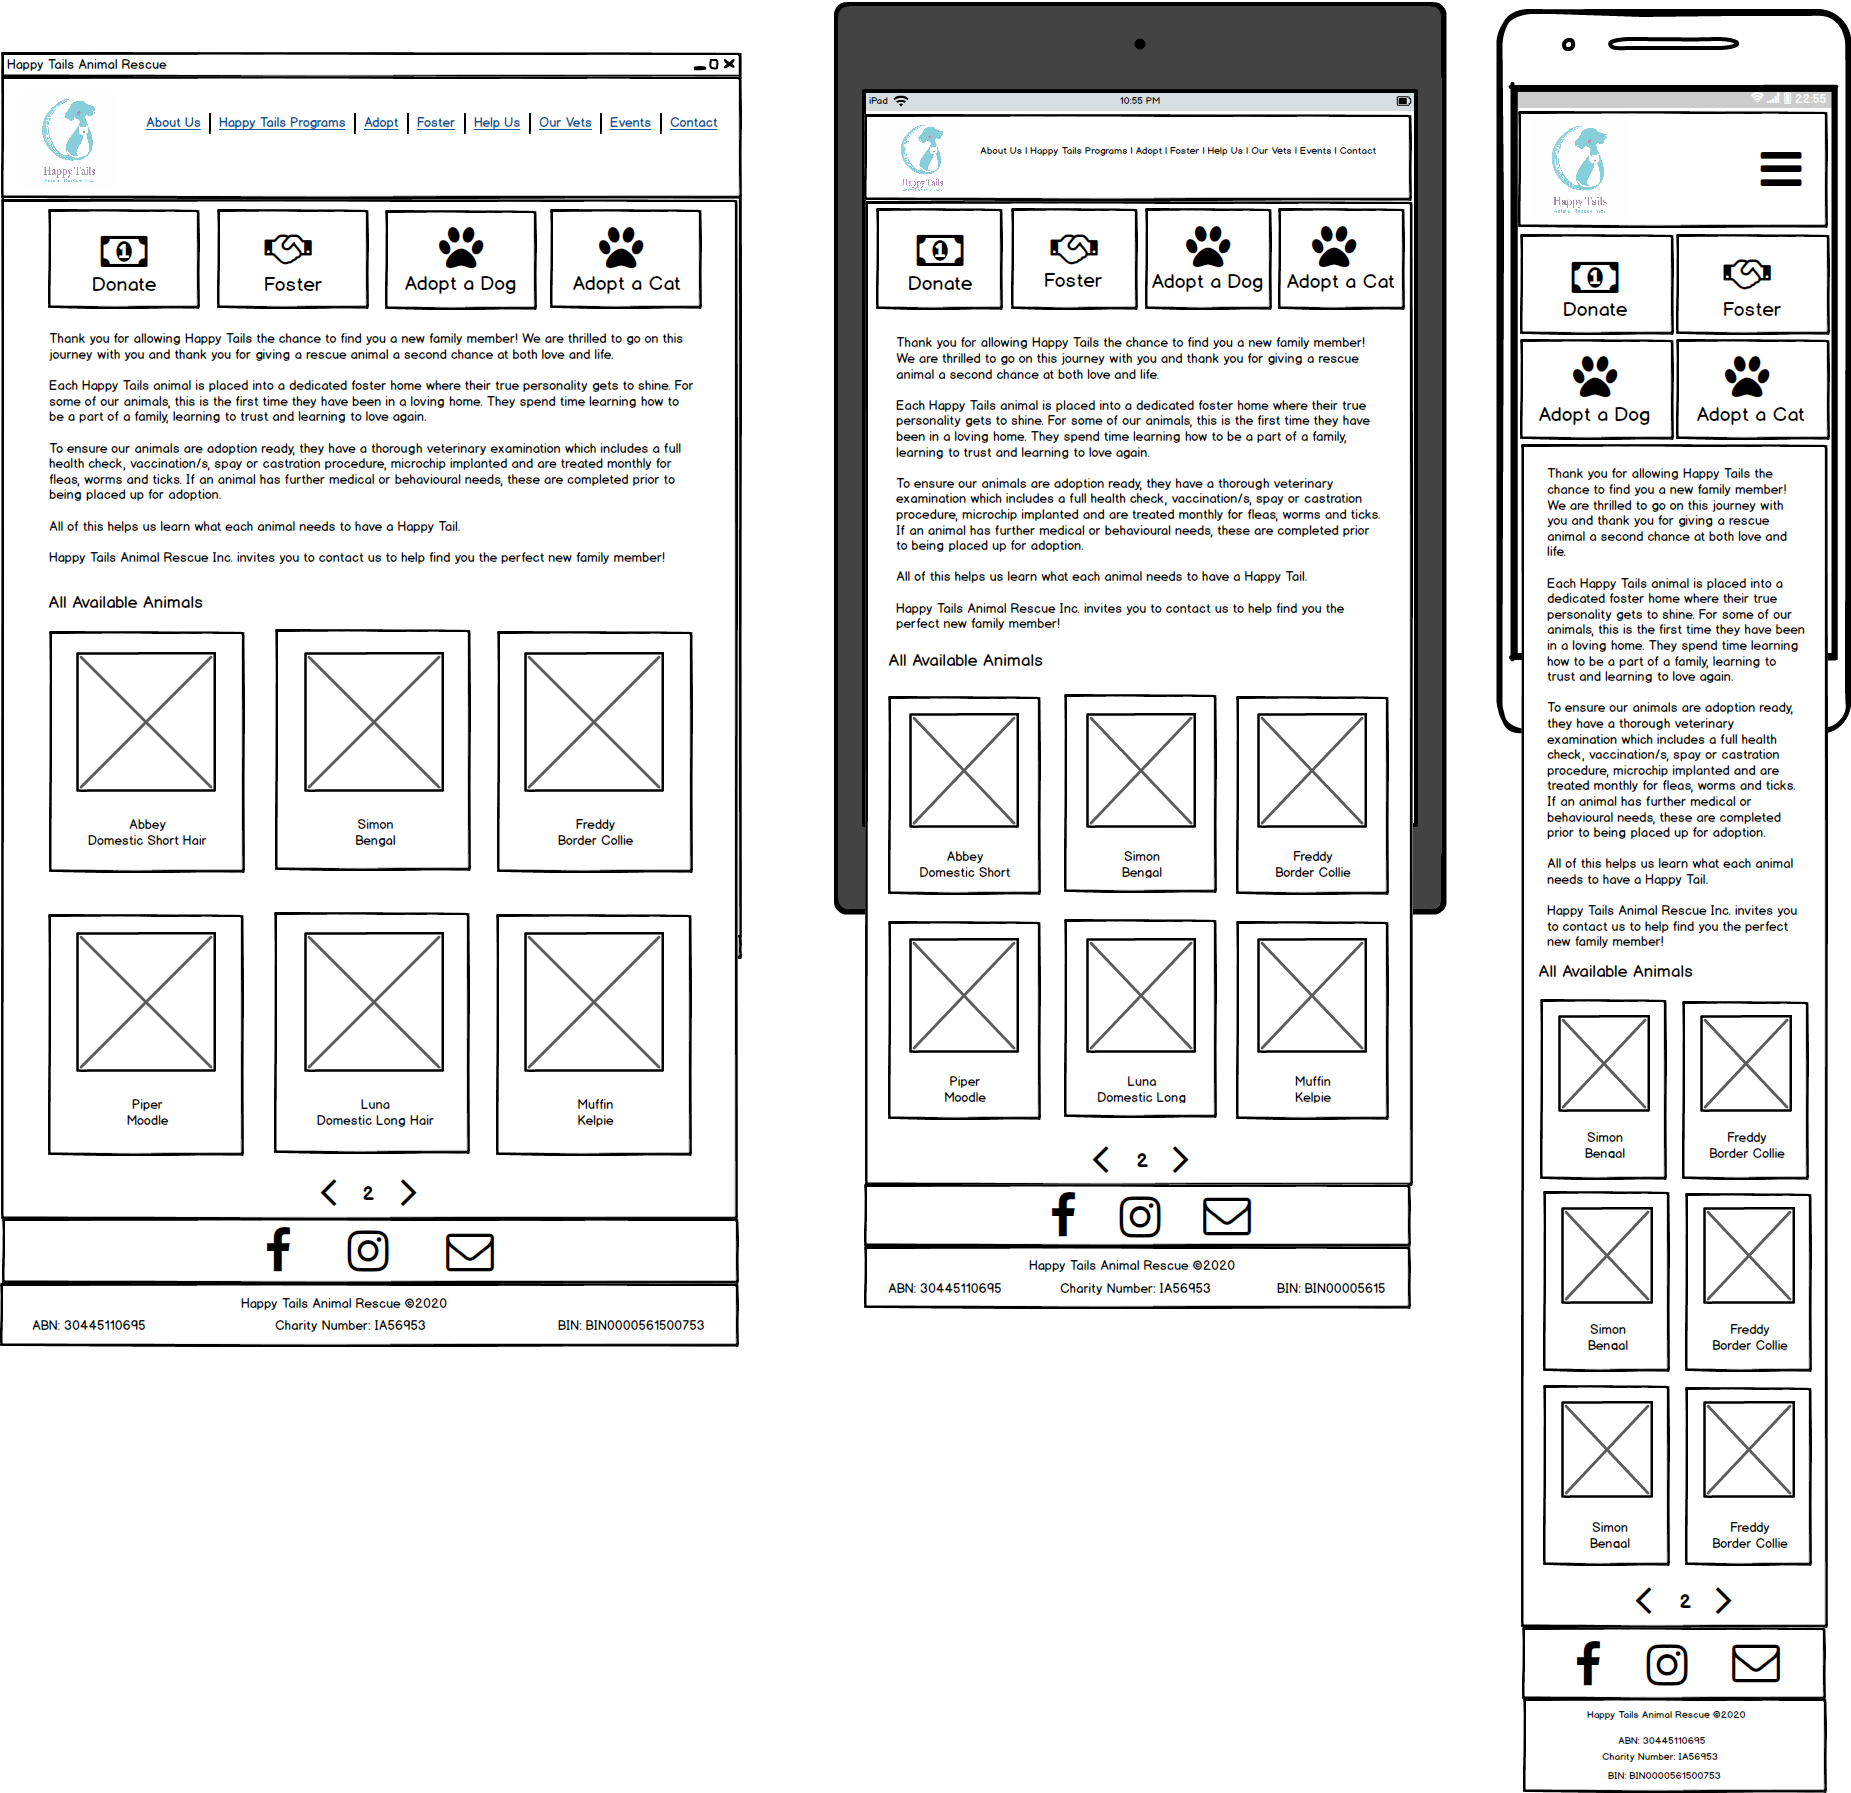 Happy Tails Animal Rescue
Happy Tails
About Us | Happy Tails Programs | Adopt | Foster | Help Us | Our Vets | Events | Contact
Donate
Foster
Adopt a Dog
Adopt a Cat
Thank you for allowing Happy Tails the chance to find you a new family member! We are thrilled to go on this
journey with you and thank you for giving a rescue animal a second chance at both love and life.
Each Happy Tails animal is placed into a dedicated foster home where their true personality gets to shine. For
some of our animals, this is the first time they have been in a loving home. They spend time learning how to
be a part of a family, learning to trust and learning to love again.
To ensure our animals are adoption ready, they have a thorough veterinary examination which includes a full
health check, vaccination/s, spay or castration procedure, microchip implanted and are treated monthly for
fleas, worms and ticks. If an animal has further medical or behavioural needs, these are completed prior to
being placed up for adoption.
All of this helps us learn what each animal needs to have a Happy Tail.
Happy Tails Animal Rescue Inc. invites you to contact us to help find you the perfect new family member!
All Available Animals
Abbey
Domestic Short Hair
Simon
Bengal
Freddy
Border Collie
Piper
Moodle
Luna
Domestic Long Hair
Muffin
Kelpie
2
Happy Tails Animal Rescue ©2020
ABN: 30445110695
Charity Number: IA56953
BIN: BIN0000561500753
iPad
10:55 PM
Happy Tails
About Us | Happy Tails Programs | Adopt | Foster | Help Us | Our Vets | Events | Contact
Donate
Foster
Adopt a Dog
Adopt a Cat
Thank you for allowing Happy Tails the chance to find you a new family member!
We are thrilled to go on this journey with you and thank you for giving a rescue
animal a second chance at both love and life.
Each Happy Tails animal is placed into a dedicated foster home where their true
personality gets to shine. For some of our animals, this is the first time they have
been in a loving home. They spend time learning how to be a part of a family,
learning to trust and learning to love again.
To ensure our animals are adoption ready, they have a thorough veterinary
examination which includes a full health check, vaccination/s, spay or castration
procedure, microchip implanted and are treated monthly for fleas, worms and ticks.
If an animal has further medical or behavioural needs, these are completed prior
to being placed up for adoption.
All of this helps us learn what each animal needs to have a Happy Tail.
Happy Tails Animal Rescue Inc. invites you to contact us to help find you the
perfect new family member!
All Available Animals
Abbey
Domestic Short
Simon
Bengal
Freddy
Border Collie
Piper
Moodle
Luna
Domestic Long
Muffin
Kelpie
2
Happy Tails Animal Rescue ©2020
ABN: 30445110695
Charity Number: IA56953
BIN: BIN00005615
22:55
Happy Tails
Donate
Foster
Adopt a Dog
Adopt a Cat
Thank you for allowing Happy Tails the
chance to find you a new family member!
We are thrilled to go on this journey with
you and thank you for giving a rescue
animal a second chance at both love and
life.
Each Happy Tails animal is placed into a
dedicated foster home where their true
personality gets to shine. For some of our
animals, this is the first time they have been
in a loving home. They spend time learning
how to be a part of a family, learning to
trust and learning to love again.
To ensure our animals are adoption ready,
they have a thorough veterinary
examination which includes a full health
check, vaccination/s, spay or castration
procedure, microchip implanted and are
treated monthly for fleas, worms and ticks.
If an animal has further medical or
behavioural needs, these are completed
prior to being placed up for adoption.
All of this helps us learn what each animal
needs to have a Happy Tail.
Happy Tails Animal Rescue Inc. invites you
to contact us to help find you the perfect
new family member!
All Available Animals
Simon
Bengal
Freddy
Border Collie
Simon
Bengal
Freddy
Border Collie
Simon
Bengal
Freddy
Border Collie
2
Happy Tails Animal Rescue ©2020
ABN: 30445110695
Charity Number: IA56953
BIN: BIN0000561500753